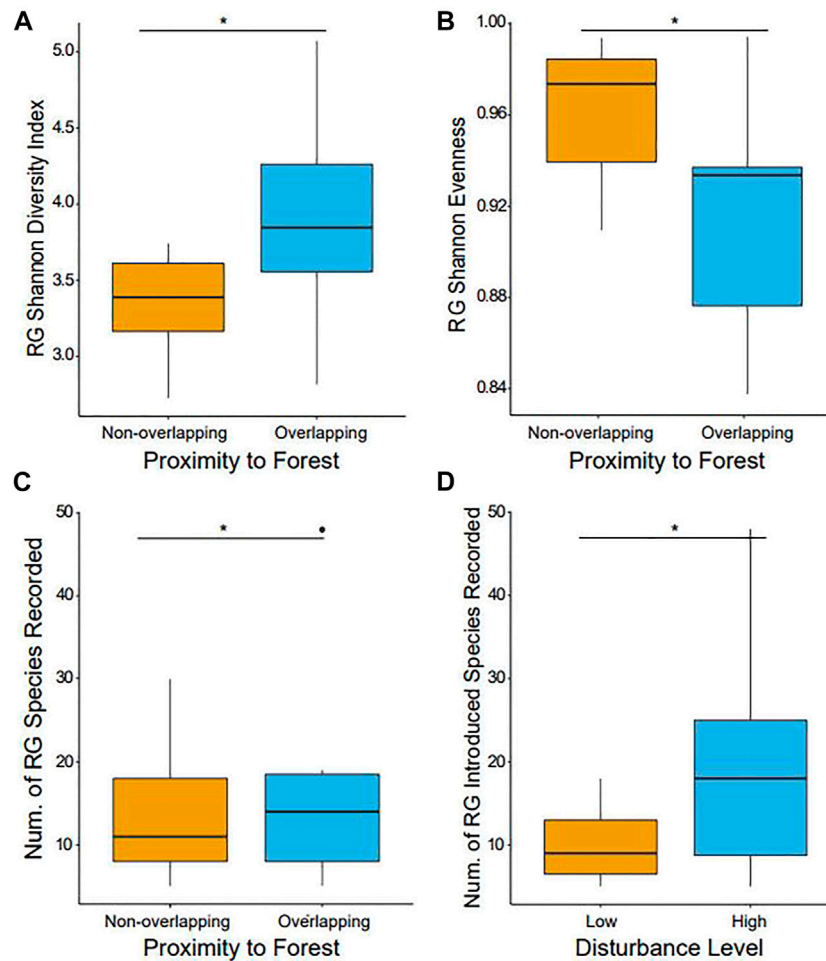 A
*
RG Shannon Diversity Index
5.0
4.5
4.0
3.5
3.0
Non-overlapping Overlapping
Proximity to Forest
B
*
RG Shannon Evenness
1.00
0.96
0.92
0.88
0.84
Non-overlapping Overlapping
Proximity to Forest
C
*
Num. of RG Species Recorded
50
40
30
20
10
Non-overlapping Overlapping
Proximity to Forest
D
*
Num. of RG Introduced Species Recorded
50
40
30
20
10
Low High
Disturbance Level